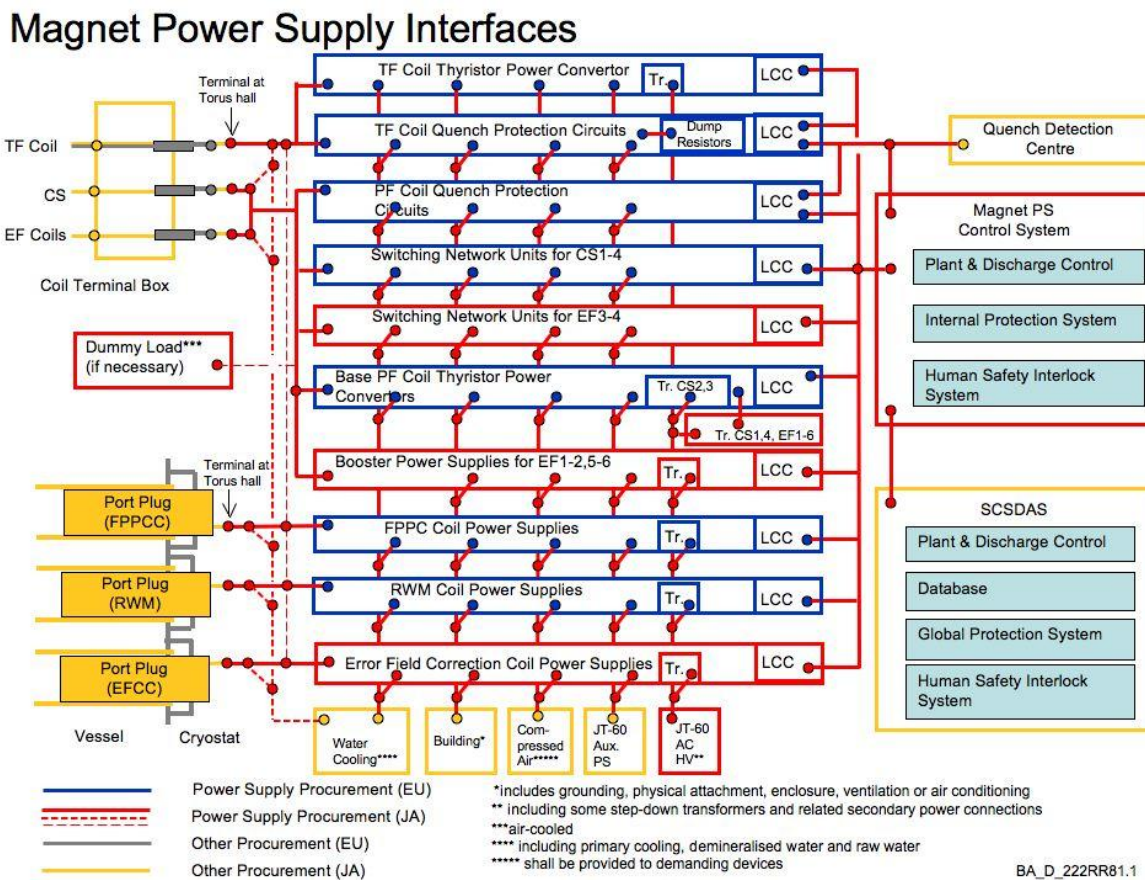 Magnet Power Supply Interfaces
Terminal at
Torus hall
TF Coil
CS
EF Coils
Coil Terminal Box
Dummy Load***
(if necessary)
TF Coil Thyristor Power Convertor
Tr.
LCC
TF Coil Quench Protection Circuits
Dump
Resistors
LCC
PF Coil Quench Protection
Circuits
LCC
Switching Network Units for CS1-4
LCC
Switching Network Units for EF3-4
LCC
Base PF Coil Thyristor Power
Convertors
Tr. CS2,3
LCC
Tr. CS1,4, EF1-6
Booster Power Supplies for EF1-2,5-6
Tr.
LCC
FPPC Coil Power Supplies
Tr.
LCC
RWM Coil Power Supplies
Tr.
LCC
Error Field Correction Coil Power Supplies
Tr.
LCC
Quench Detection
Centre
Magnet PS
Control System
Plant & Discharge Control
Internal Protection System
Human Safety Interlock
System
SCSDAS
Plant & Discharge Control
Database
Global Protection System
Human Safety Interlock
System
Terminal at
Torus hall
Port Plug
(FPPCC)
Port Plug
(RWM)
Port Plug
(EFCC)
Vessel
Cryostat
Water
Cooling****
Building*
Com-
pressed
Air*****
JT-60
Aux.
PS
JT-60
AC
HV**
Power Supply Procurement (EU)
Power Supply Procurement (JA)
Other Procurement (EU)
Other Procurement (JA)
*includes grounding, physical attachment, enclosure, ventilation or air conditioning
** including some step-down transformers and related secondary power connections
***air-cooled
**** including primary cooling, demineralised water and raw water
***** shall be provided to demanding devices
BA_D_222RR81.1